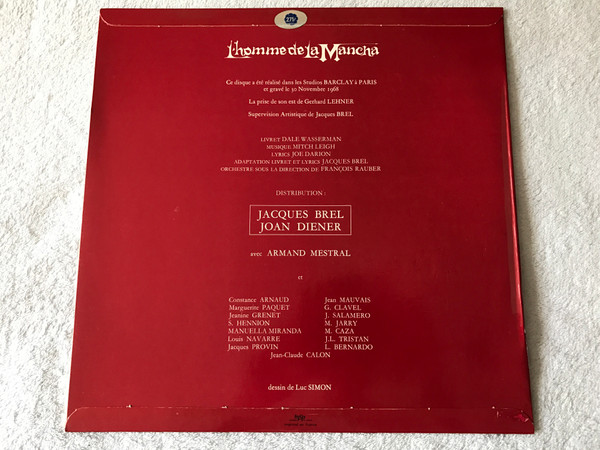 L'homme de La Mancha
Ce disque a été réalisé dans les Studios BARCLAY à PARIS
et gravé le 30 Novembre 1968
La prise de son est de Gerhard LEHNER
Supervision Artistique de Jacques BREL
LIVRET DALE WASSERMAN
MUSIQUE MITCH LEIGH
LYRICS JOE DARION
ADAPTATION LIVRET ET LYRICS JACQUES BREL
ORCHESTRE SOUS LA DIRECTION DE FRANÇOIS RAUBER
DISTRIBUTION :
JACQUES BREL
JOAN DIENER
avec ARMAND MESTRAL
et
Constance ARNAUD Jean MAUVAIS
Marguerite PAQUET G. CLAVEL
Jeanine GRENET J. SALAMERO
S. HENNION M. JARRY
MANUELLA MIRANDA M. CAZA
Louis NAVARRE J.L. TRISTAN
Jacques PROVIN L. BERNARDO
Jean-Claude CALON
dessin de Luc SIMON